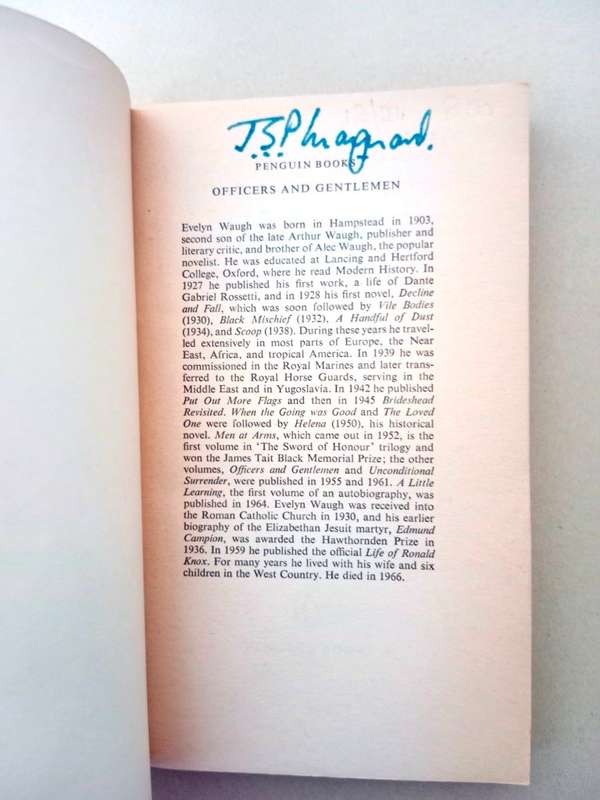 PENGUIN BOOKS
OFFICERS AND GENTLEMEN
Evelyn Waugh was born in Hampstead in 1903,
second son of the late Arthur Waugh, publisher and
literary critic, and brother of Alec Waugh, the popular
novelist. He was educated at Lancing and Hertford
College, Oxford, where he read Modern History. In
1927 he published his first work, a life of Dante
Gabriel Rossetti, and in 1928 his first novel, Decline
and Fall, which was soon followed by Vile Bodies
(1930), Black Mischief (1932), A Handful of Dust
(1934), and Scoop (1938). During these years he travel-
led extensively in most parts of Europe, the Near
East, Africa, and tropical America. In 1939 he was
commissioned in the Royal Marines and later trans-
ferred to the Royal Horse Guards, serving in the
Middle East and in Yugoslavia. In 1942 he published
Put Out More Flags and then in 1945 Brideshead
Revisited. When the Going was Good and The Loved
One were followed by Helena (1950), his historical
novel. Men at Arms, which came out in 1952, is the
first volume in 'The Sword of Honour' trilogy and
won the James Tait Black Memorial Prize; the other
volumes, Officers and Gentlemen and Unconditional
Surrender, were published in 1955 and 1961. A Little
Learning, the first volume of an autobiography, was
published in 1964. Evelyn Waugh was received into
the Roman Catholic Church in 1930, and his earlier
biography of the Elizabethan Jesuit martyr, Edmund
Campion, was awarded the Hawthornden Prize in
1936. In 1959 he published the official Life of Ronald
Knox. For many years he lived with his wife and six
children in the West Country. He died in 1966.